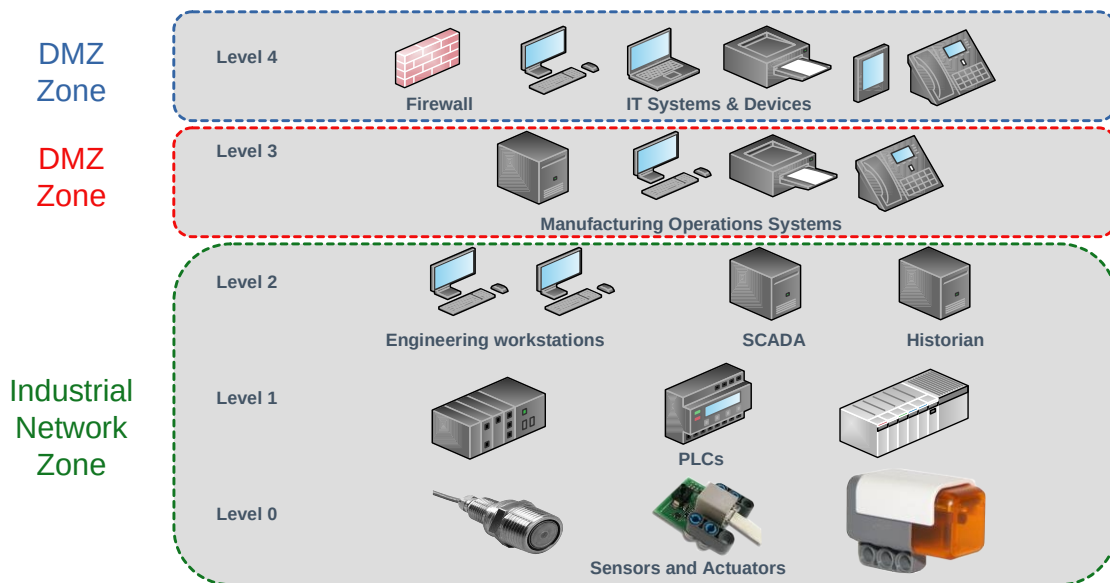 DMZ
Zone
Level 4
Firewall
IT Systems & Devices
DMZ
Zone
Level 3
Manufacturing Operations Systems
Industrial
Network
Zone
Level 2
Engineering workstations
SCADA
Historian
Level 1
PLCs
Level 0
Sensors and Actuators